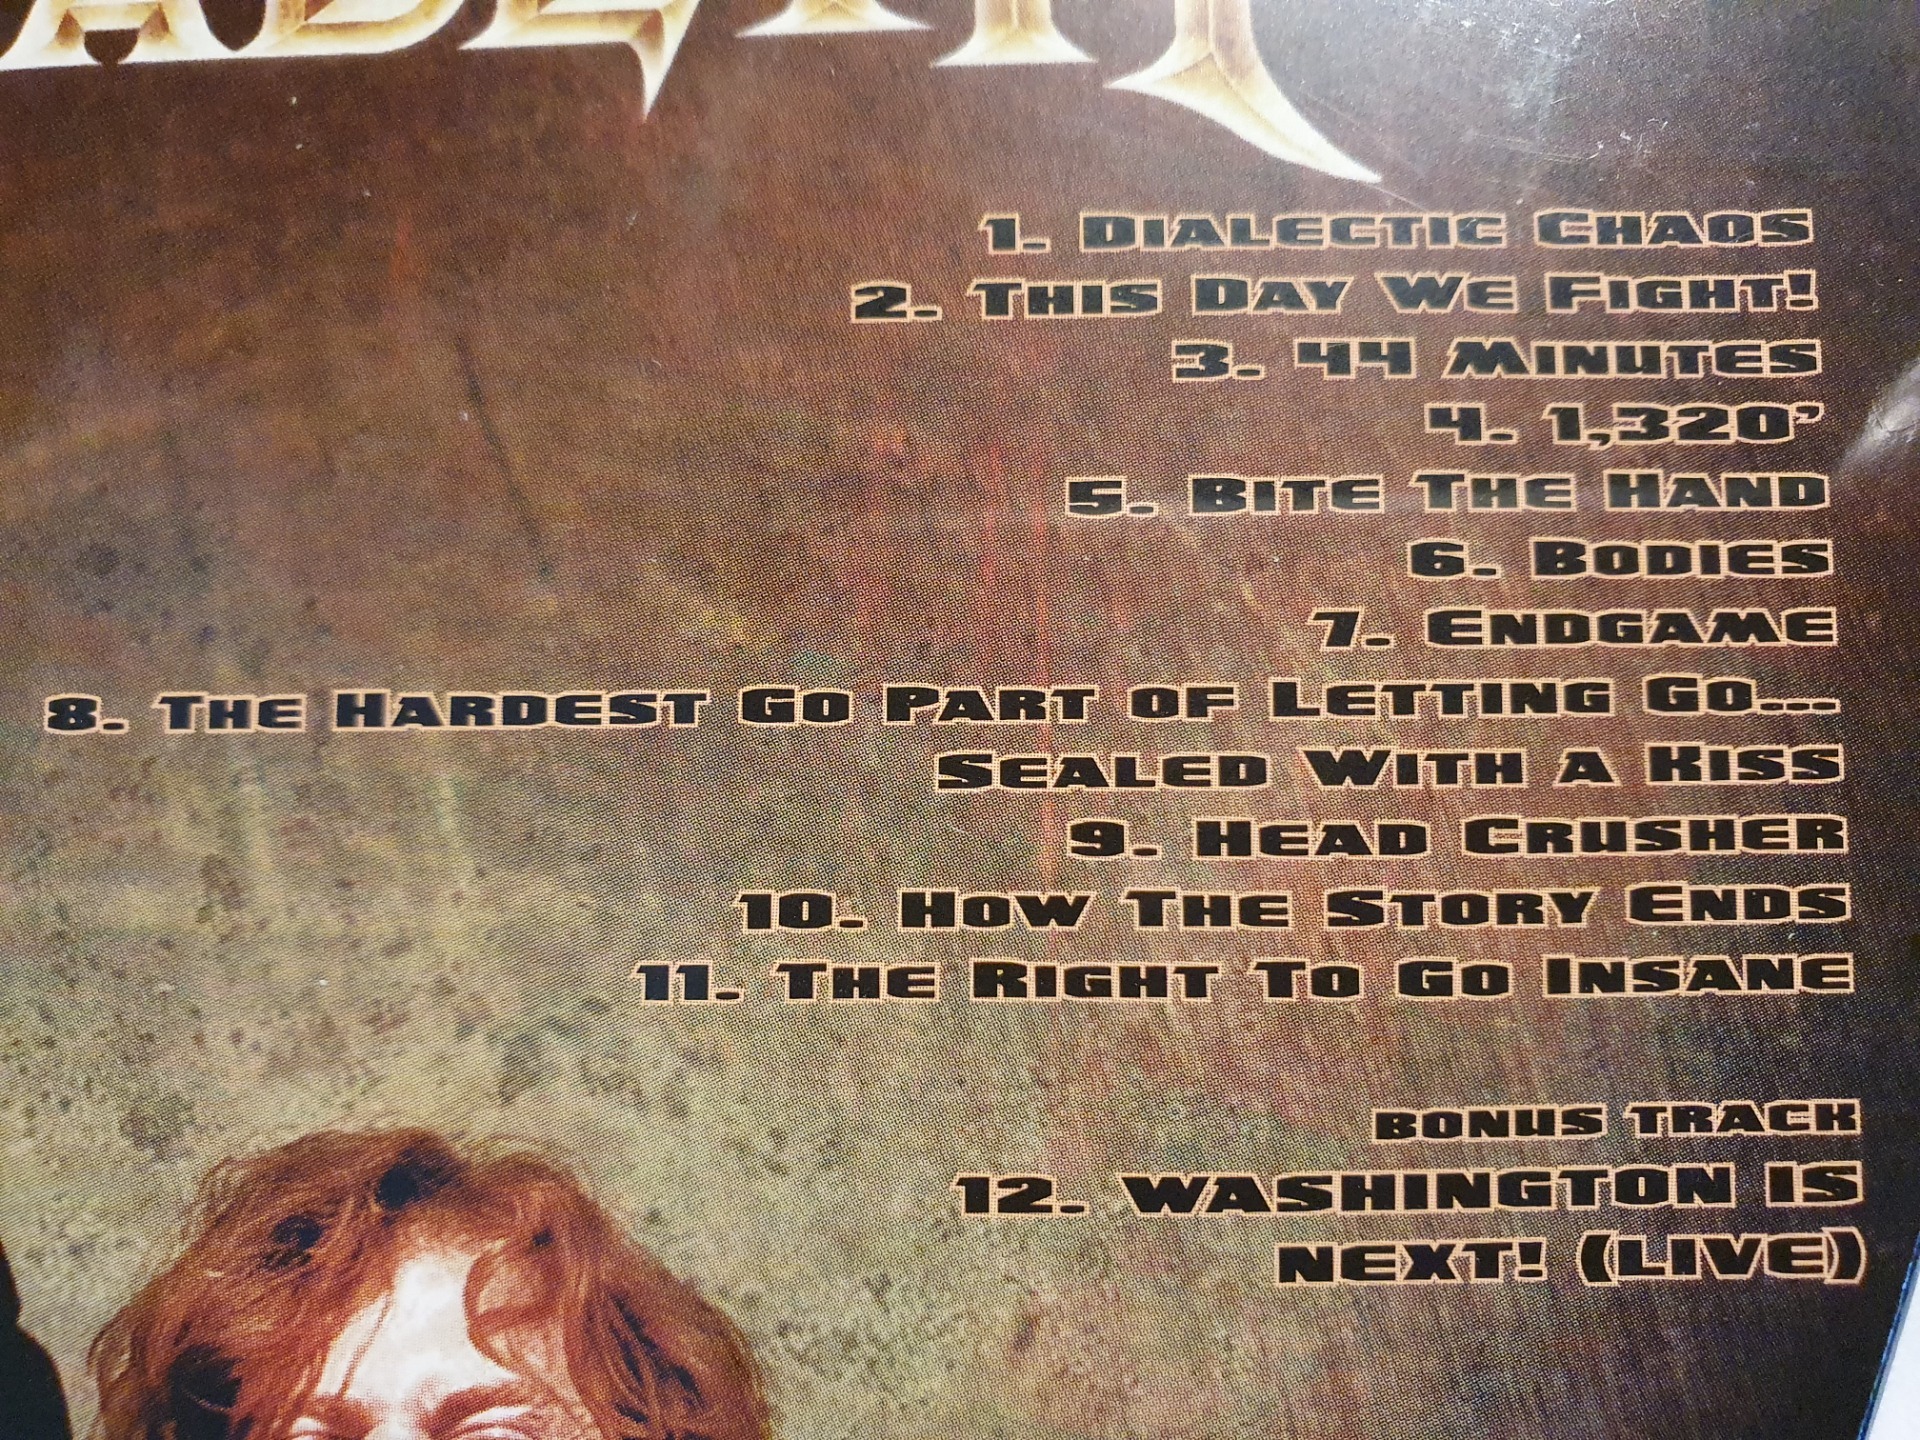 1. Dialectic Chaos
2. This Day We Fight!
3. 44 Minutes
4. 1,320'
5. Bite The Hand
6. Bodies
7. Endgame
8. The Hardest Go Part of Letting Go...
Sealed With a Kiss
9. Head Crusher
10. How The Story Ends
11. The Right To Go Insane
BONUS TRACK
12. WASHINGTON IS
NEXT! (LIVE)